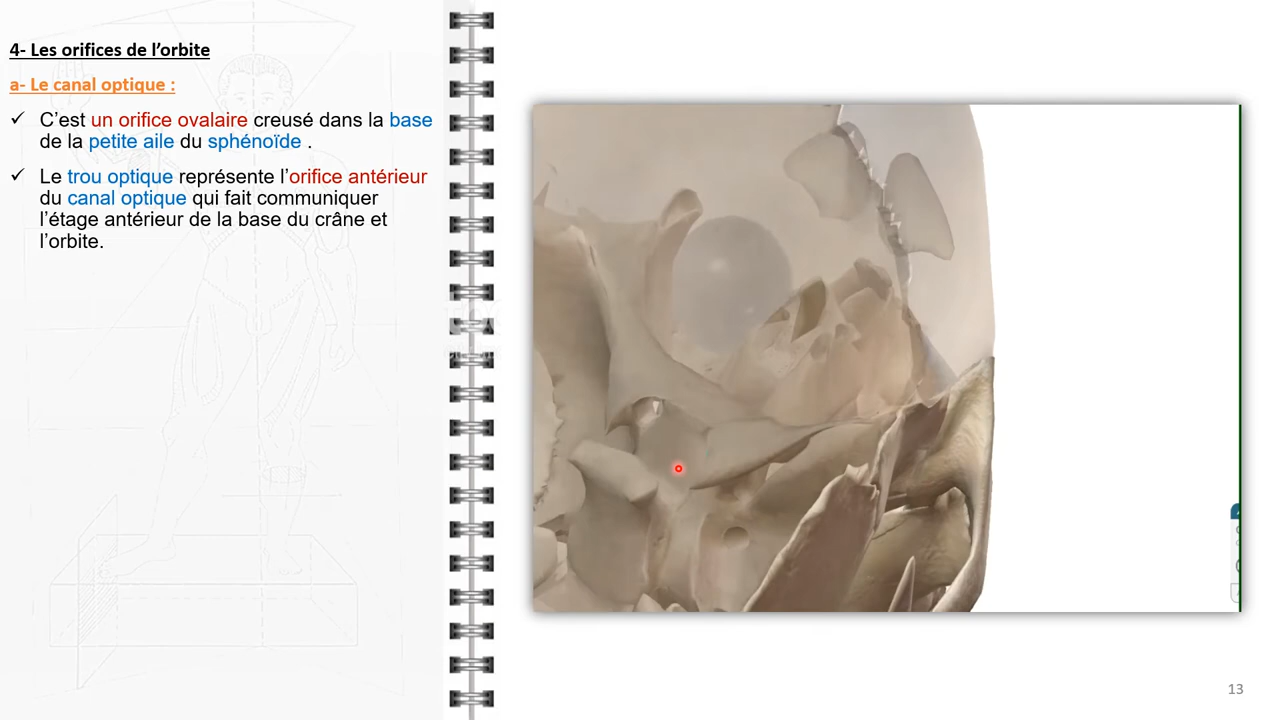 4- Les orifices de l’orbite
a- Le canal optique :
✓ C’est un orifice ovalaire creusé dans la base
de la petite aile du sphénoïde .
✓ Le trou optique représente l’orifice antérieur
du canal optique qui fait communiquer
l’étage antérieur de la base du crâne et
l’orbite.
13